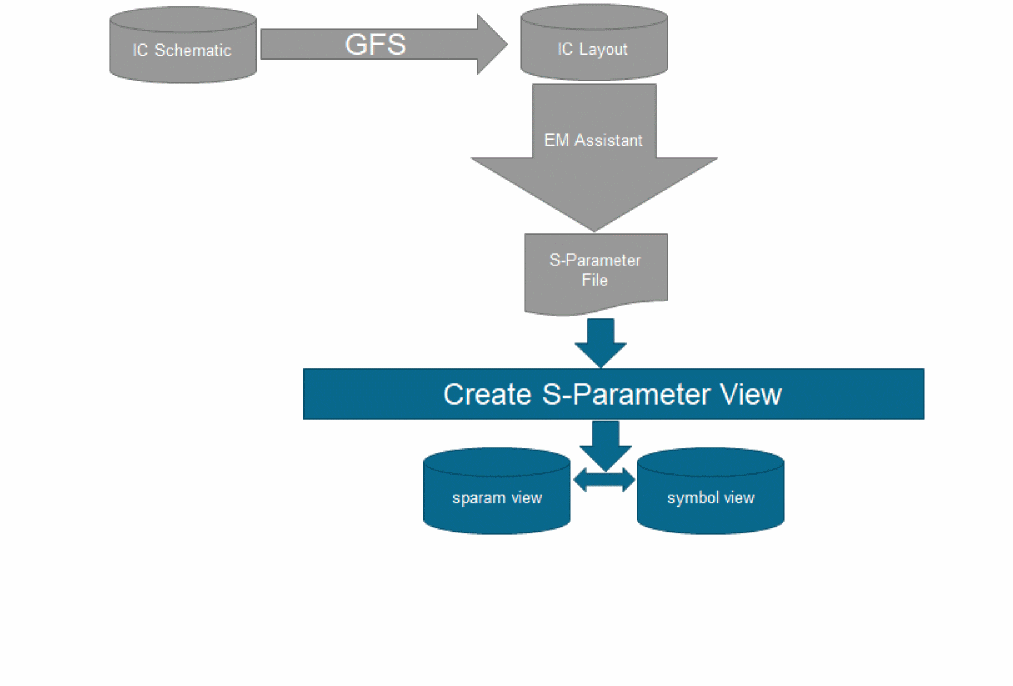 IC Schematic
GFS
IC Layout
EM Assistant
S-Parameter
File
Create S-Parameter View
sparam view
symbol view